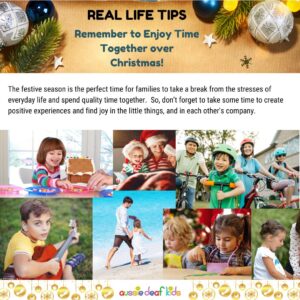 REAL LIFE TIPS
Remember to Enjoy Time
Together over
Christmas!
The festive season is the perfect time for families to take a break from the stresses of
everyday life and spend quality time together.  So, don't forget to take some time to create
positive experiences and find joy in the little things, and in each other's company.
aussie deaf kids